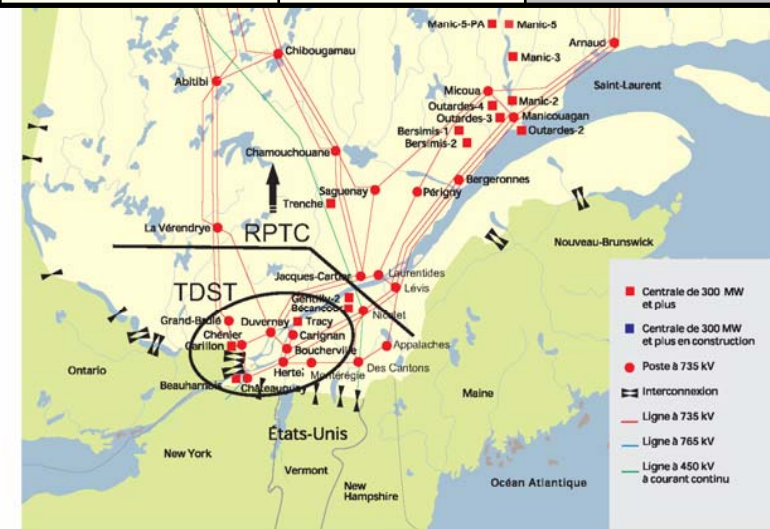 Manic-5-PA
Manic-5
Arnaud
Chibougamau
Manic-3
Abitibi
Saint-Laurent
Micoua
Manic-2
Outardes-4
Outardes-3
Manicouagan
Bersimis-1
Outardes-2
Bersimis-2
Chamouchouane
Bergeronnes
Saguenay
Périgny
Trenche
La Vérendrye
RPTC
Nouveau-Brunswick
Jacques-Cartier
Laurentides
Lévis
TDST
Gentilly-2
Bécancour
Nicolet
Grand-Brulé
Duvernay
Tracy
Chénier
Carignan
Carillon
Boucherville
Appalaches
Hertel
Montérégie
Des Cantons
Ontario
Beauharnois
Châteauguay
Maine
États-Unis
New York
Vermont
New
Hampshire
Océan Atlantique
Centrale de 300 MW
et plus
Centrale de 300 MW
et plus en construction
Poste à 735 kV
Interconnexion
Ligne à 735 kV
Ligne à 765 kV
Ligne à 450 kV
à courant continu